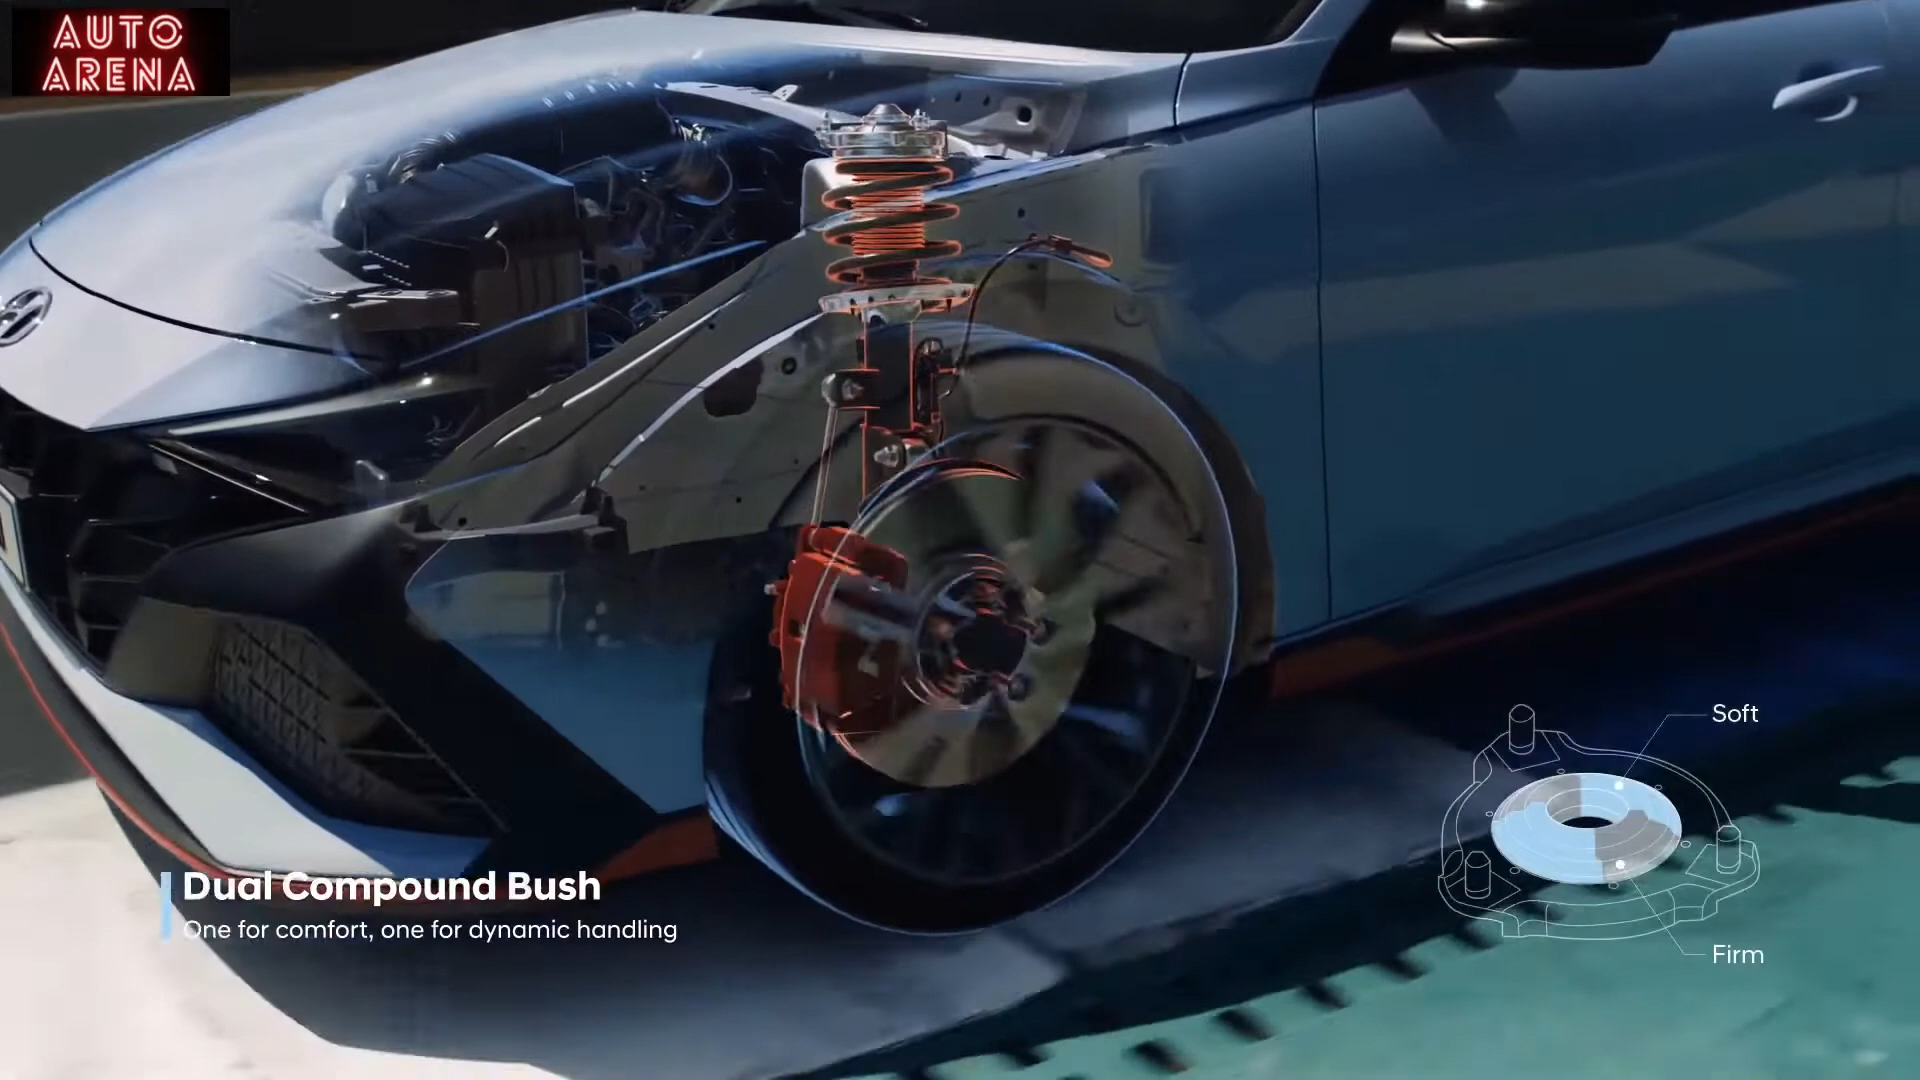 AUTO
ARENA
Soft
Dual Compound Bush
One for comfort, one for dynamic handling
Firm